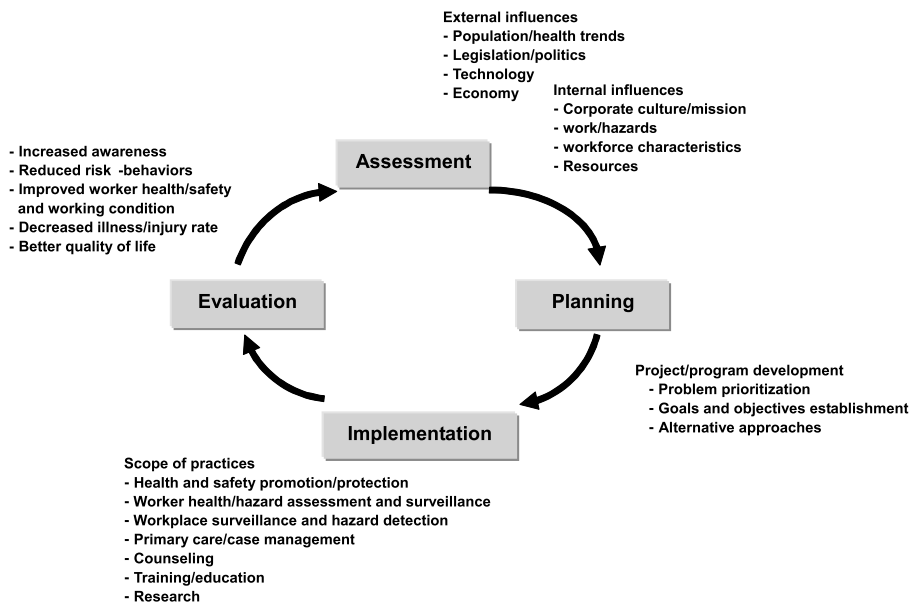 External influences
- Population/health trends
- Legislation/politics
- Technology
- Economy
Internal influences
- Corporate culture/mission
- work/hazards
- workforce characteristics
- Resources
Assessment
- Increased awareness
- Reduced risk -behaviors
- Improved worker health/safety
and working condition
- Decreased illness/injury rate
- Better quality of life
Evaluation
Planning
Project/program development
- Problem prioritization
- Goals and objectives establishment
- Alternative approaches
Implementation
Scope of practices
- Health and safety promotion/protection
- Worker health/hazard assessment and surveillance
- Workplace surveillance and hazard detection
- Primary care/case management
- Counseling
- Training/education
- Research